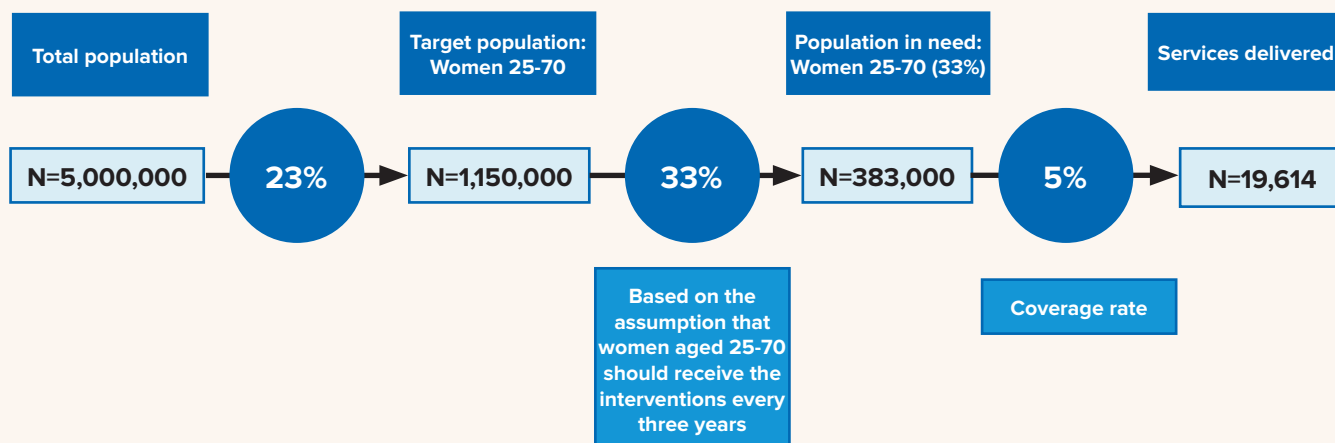 Total population
Target population:
Women 25-70
Population in need:
Women 25-70 (33%)
Services delivered
N=5,000,000
23%
N=1,150,000
33%
N=383,000
5%
N=19,614
Based on the
assumption that
women aged 25-70
should receive the
interventions every
three years
Coverage rate